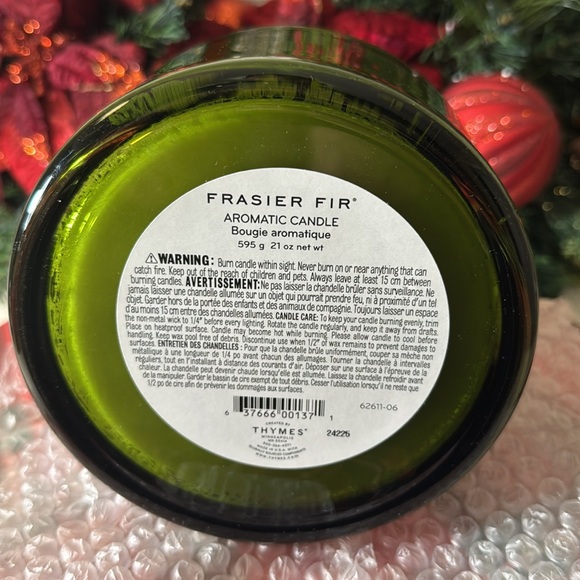 FRASIER FIR®
AROMATIC CANDLE
Bougie aromatique
595 g 21 oz net wt
⚠WARNING: Burn candle within sight. Never burn on or near anything that can
catch fire. Keep out of the reach of children and pets. Always leave at least 15 cm between
burning candles. AVERTISSEMENT: Ne pas laisser la chandelle brûler sans surveillance. Ne
jamais laisser une chandelle allumée sur un objet qui pourrait prendre feu, ni à proximité d'un tel
objet. Garder hors de la portée des enfants et des animaux de compagnie. Toujours laisser un espace
d'au moins 15 cm entre des chandelles allumées. CANDLE CARE: To keep your candle burning evenly, trim
the non-metal wick to 1/4" before every lighting. Rotate the candle regularly, and keep it away from drafts.
Place on heatproof surface. Candle may become hot while burning. Please allow candle to cool before
handling. Keep wax pool free of debris. Discontinue use when 1/2" of wax remains to prevent damages to
surfaces. ENTRETIEN DES CHANDELLES : Pour que la chandelle brûle uniformément, couper sa mèche non
métallique à une longueur de 1/4 po avant chacun des allumages. Tourner la chandelle à intervalles
réguliers, tout en l'installant à distance des courants d'air. Déposer sur une surface à l'épreuve de la
chaleur. La chandelle peut devenir chaude lorsqu'elle est allumée. Laissez la chandelle refroidir avant
de la manipuler. Garder le bassin de cire exempt de tout débris. Cesser l'utilisation lorsqu'il ne reste que
1/2 po de cire afin de prévenir les dommages aux surfaces.
6 37666 00137 1
62611-06
CREATED BY
THYMES®
MINNEAPOLIS
24225
MADE IN U.S.A. WITH
WWW.THYMES.COM